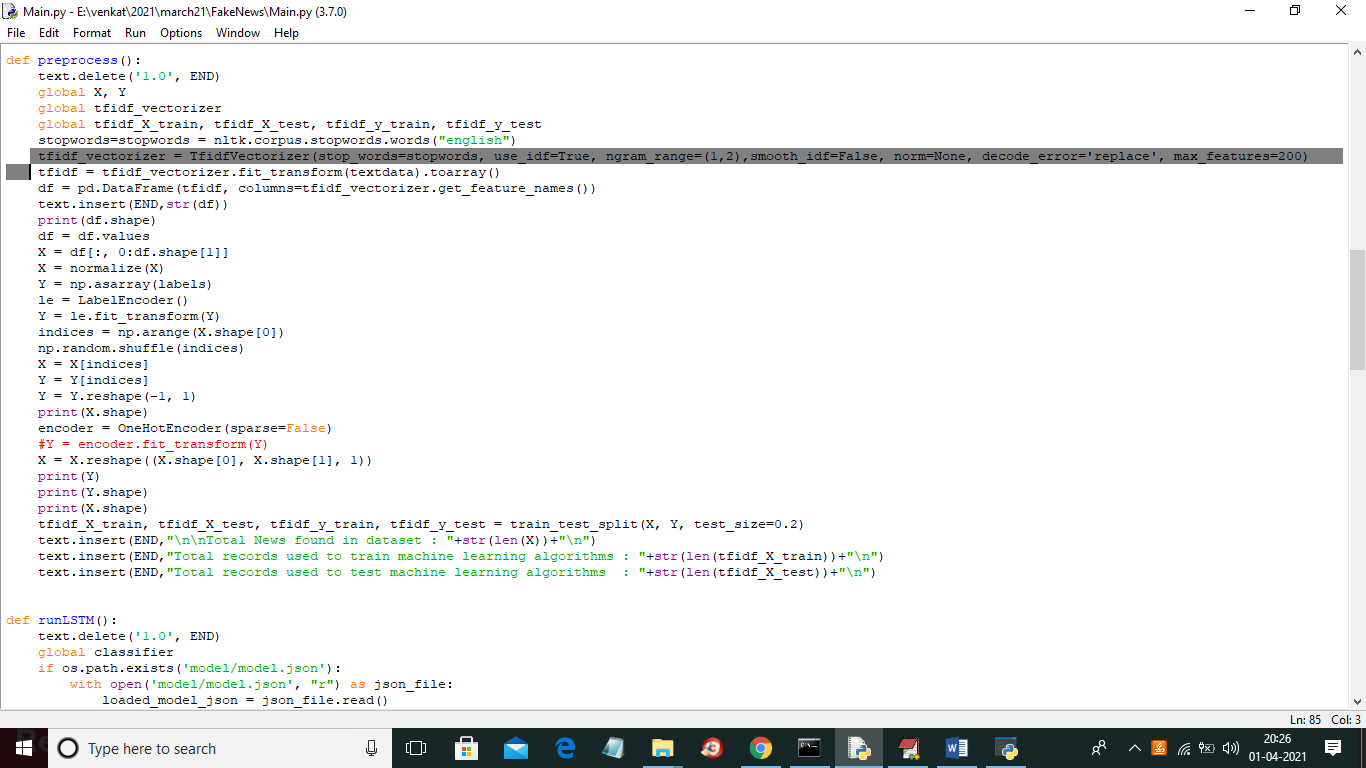 Main.py - E:\venkat\2021\march21\FakeNews\Main.py (3.7.0)
File Edit Format Run Options Window Help
def preprocess():
    text.delete('1.0', END)
    global X, Y
    global tfidf_vectorizer
    global tfidf_X_train, tfidf_X_test, tfidf_y_train, tfidf_y_test
    stopwords=stopwords = nltk.corpus.stopwords.words("english")
    tfidf_vectorizer = TfidfVectorizer(stop_words=stopwords, use_idf=True, ngram_range=(1,2),smooth_idf=False, norm=None, decode_error='replace', max_features=200)
    tfidf = tfidf_vectorizer.fit_transform(textdata).toarray()
    df = pd.DataFrame(tfidf, columns=tfidf_vectorizer.get_feature_names())
    text.insert(END,str(df))
    print(df.shape)
    df = df.values
    X = df[:, 0:df.shape[1]]
    X = normalize(X)
    Y = np.asarray(labels)
    le = LabelEncoder()
    Y = le.fit_transform(Y)
    indices = np.arange(X.shape[0])
    np.random.shuffle(indices)
    X = X[indices]
    Y = Y[indices]
    Y = Y.reshape(-1, 1)
    print(X.shape)
    encoder = OneHotEncoder(sparse=False)
    #Y = encoder.fit_transform(Y)
    X = X.reshape((X.shape[0], X.shape[1], 1))
    print(Y)
    print(Y.shape)
    print(X.shape)
    tfidf_X_train, tfidf_X_test, tfidf_y_train, tfidf_y_test = train_test_split(X, Y, test_size=0.2)
    text.insert(END,"\n\nTotal News found in dataset : "+str(len(X))+"\n")
    text.insert(END,"Total records used to train machine learning algorithms : "+str(len(tfidf_X_train))+"\n")
    text.insert(END,"Total records used to test machine learning algorithms  : "+str(len(tfidf_X_test))+"\n")
def runLSTM():
    text.delete('1.0', END)
    global classifier
    if os.path.exists('model/model.json'):
        with open('model/model.json', "r") as json_file:
            loaded_model_json = json_file.read()
Ln: 85 Col: 3
Type here to search
20:26
01-04-2021